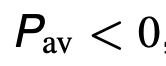 P_av < 0,